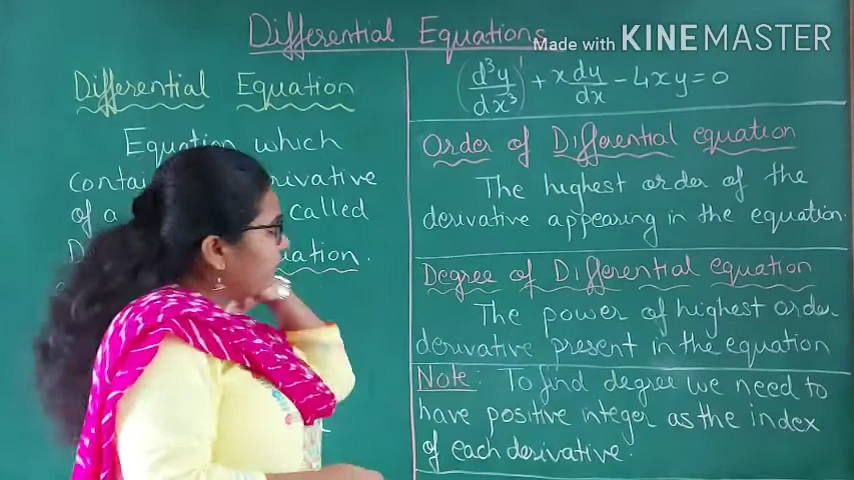 Differential Equations
Made with KINEMASTER
Differential Equation
Equation which
rivative
of a called
uation.
(d³y/dx³)¹ + x dy/dx - 4xy = 0
Order of Differential equation
The highest order of the
derivative appearing in the equation.
Degree of Differential equation
The power of highest order
derivative present in the equation
Note: To find degree we need to
have positive integer as the index
of each derivative.